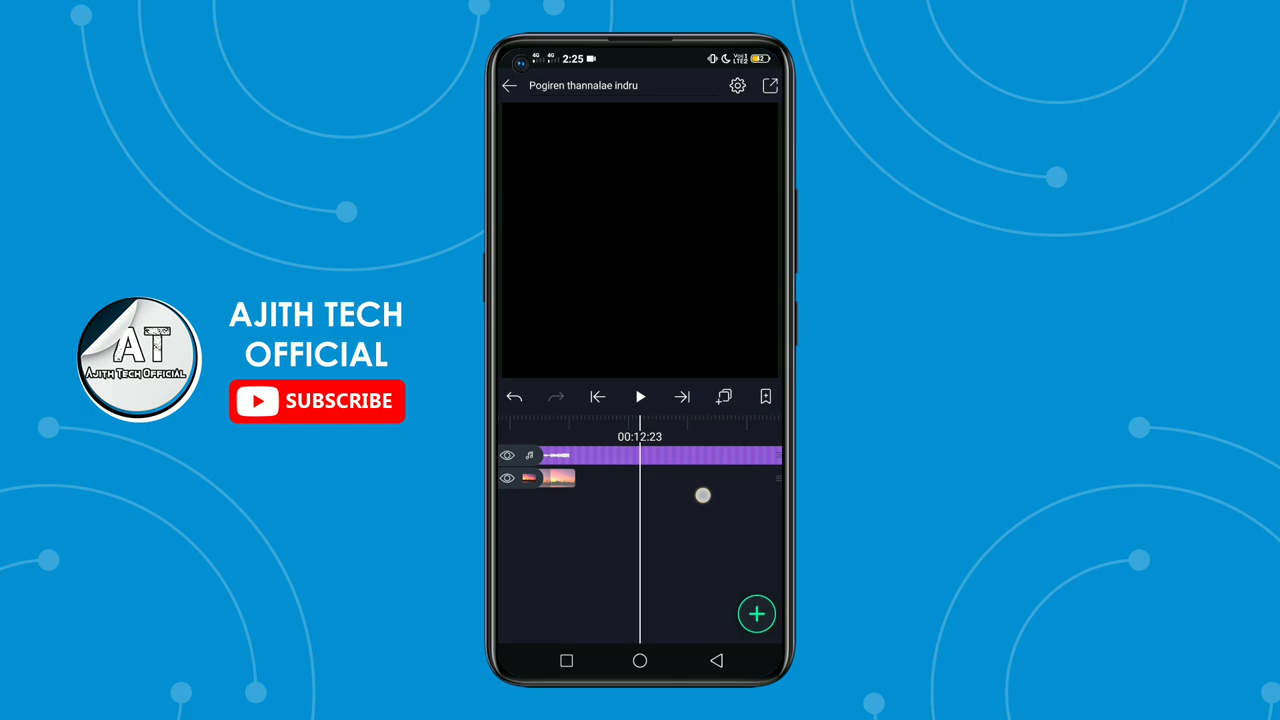 2:25
Pogiren thannalae indru
00:12:23
AT
AJITH TECH OFFICIAL
AJITH TECH
OFFICIAL
SUBSCRIBE